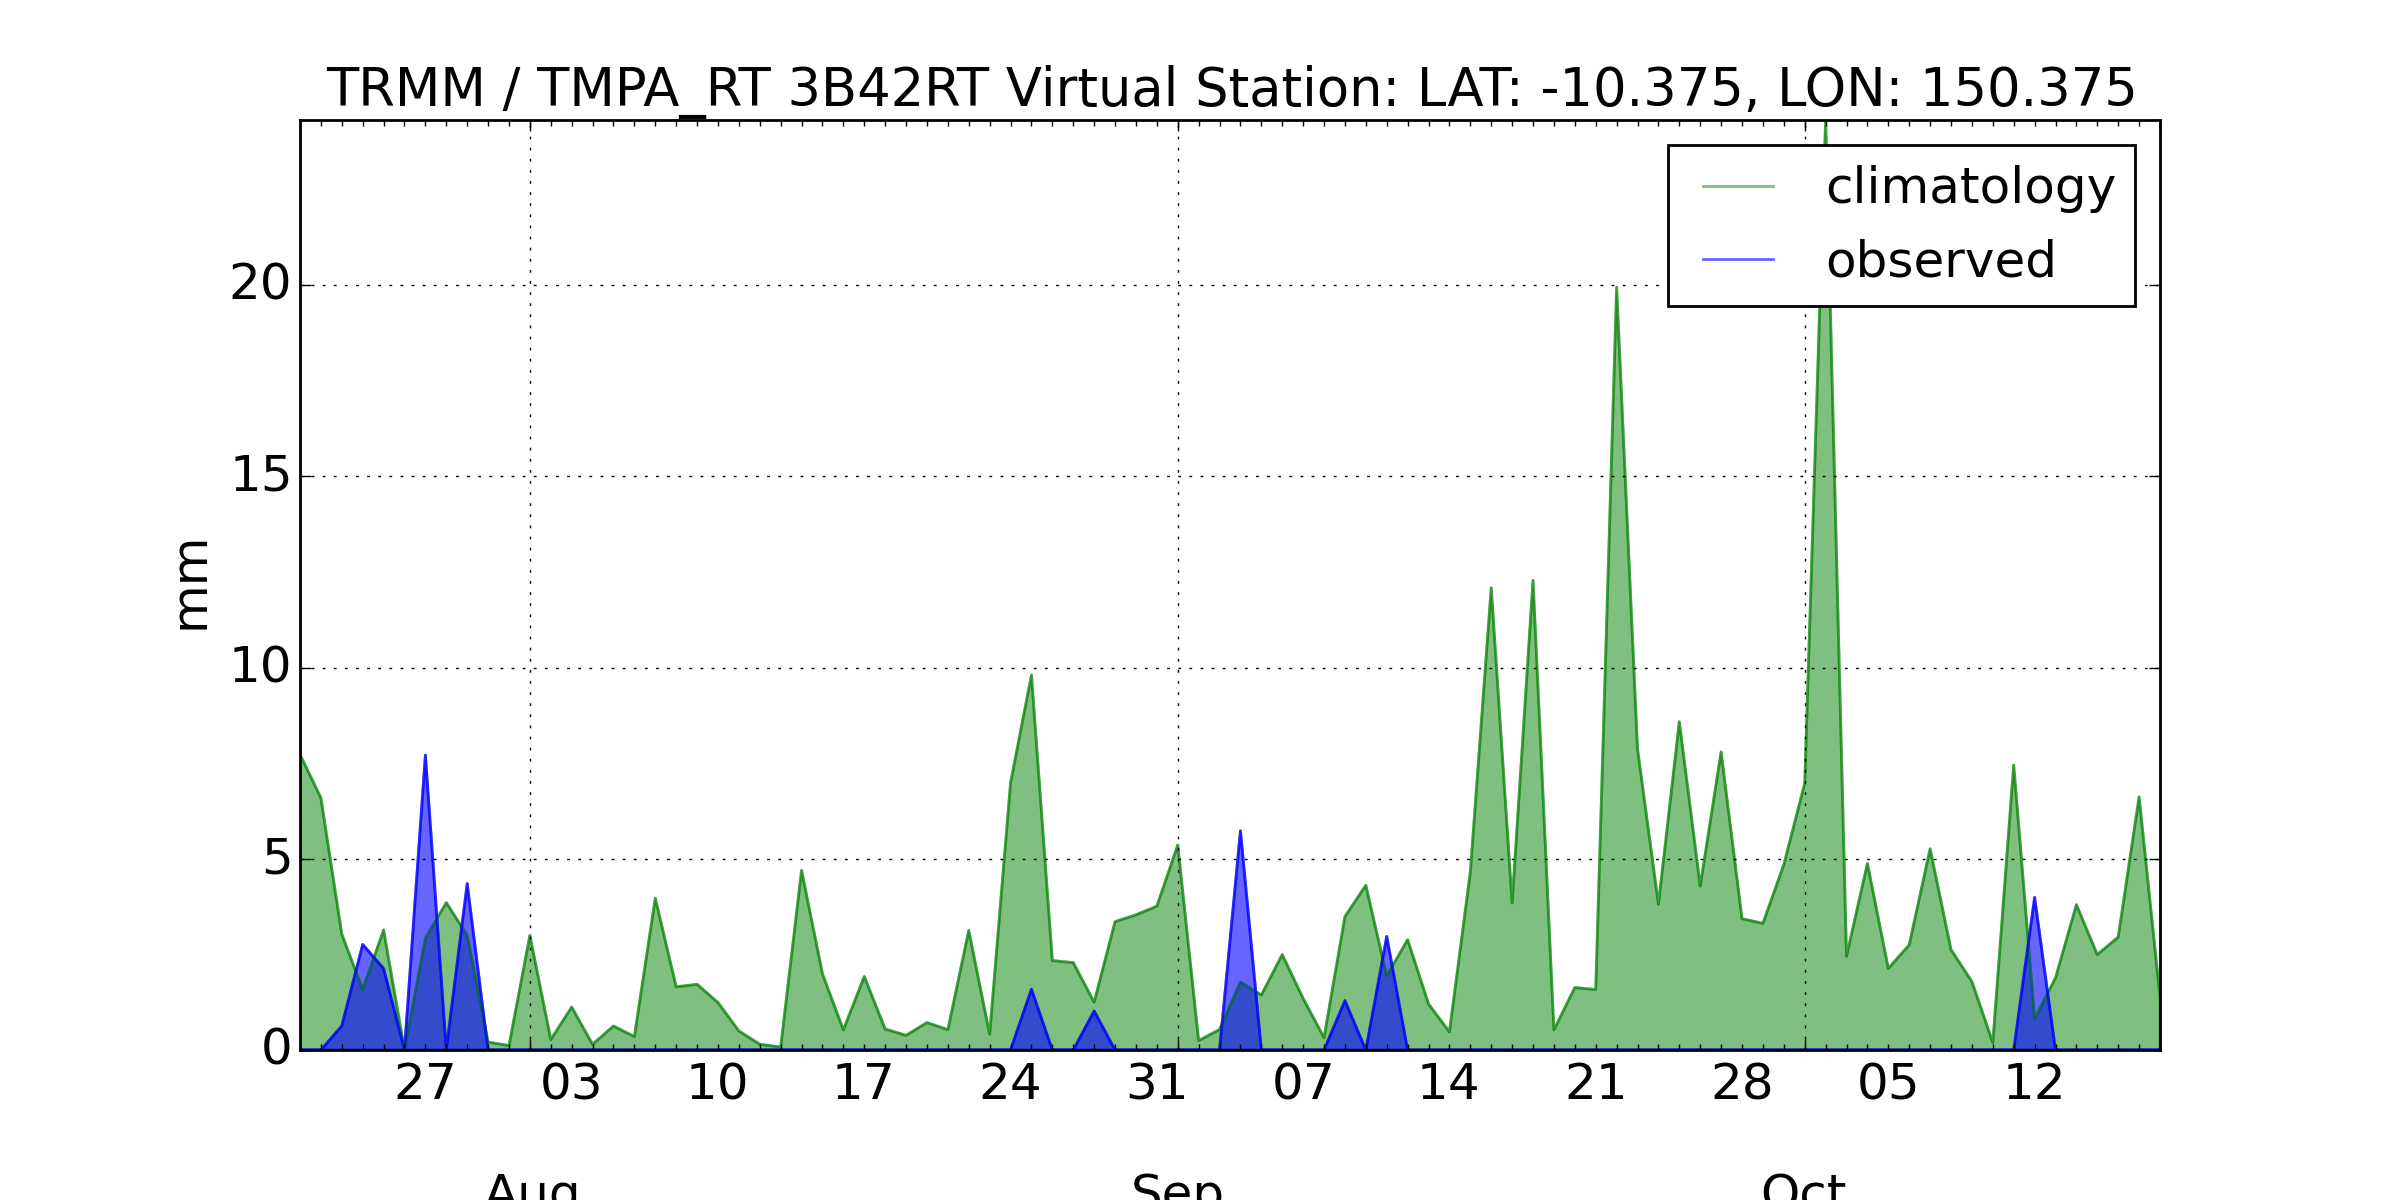 TRMM / TMPA_RT 3B42RT Virtual Station: LAT: -10.375, LON: 150.375
climatology
observed
20
15
10
5
0
mm
27 03 10 17 24 31 07 14 21 28 05 12
Aug Sep Oct